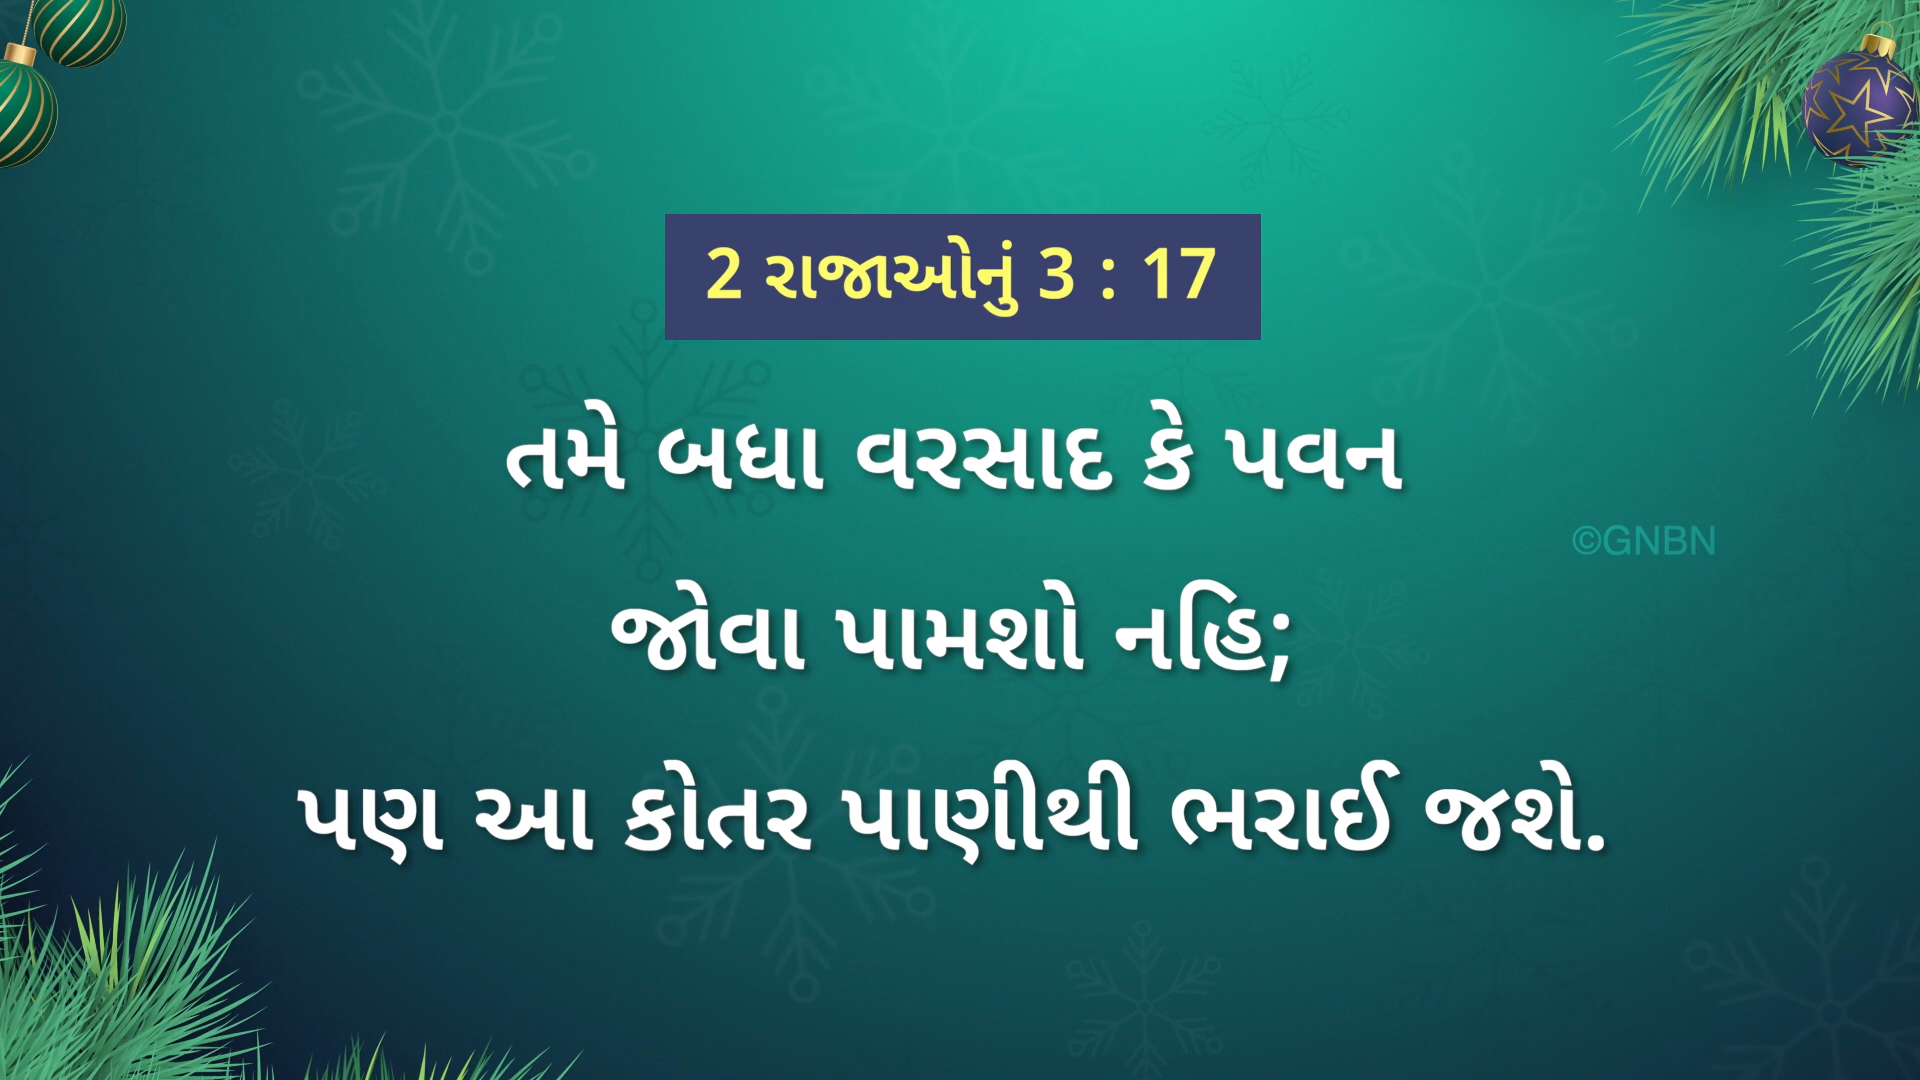 2 રાજાઓનું 3 : 17
તમે બધા વરસાદ કે પવન
©GNBN
જોવા પામશો નહિ;
પણ આ કોતર પાણીથી ભરાઈ જશે.